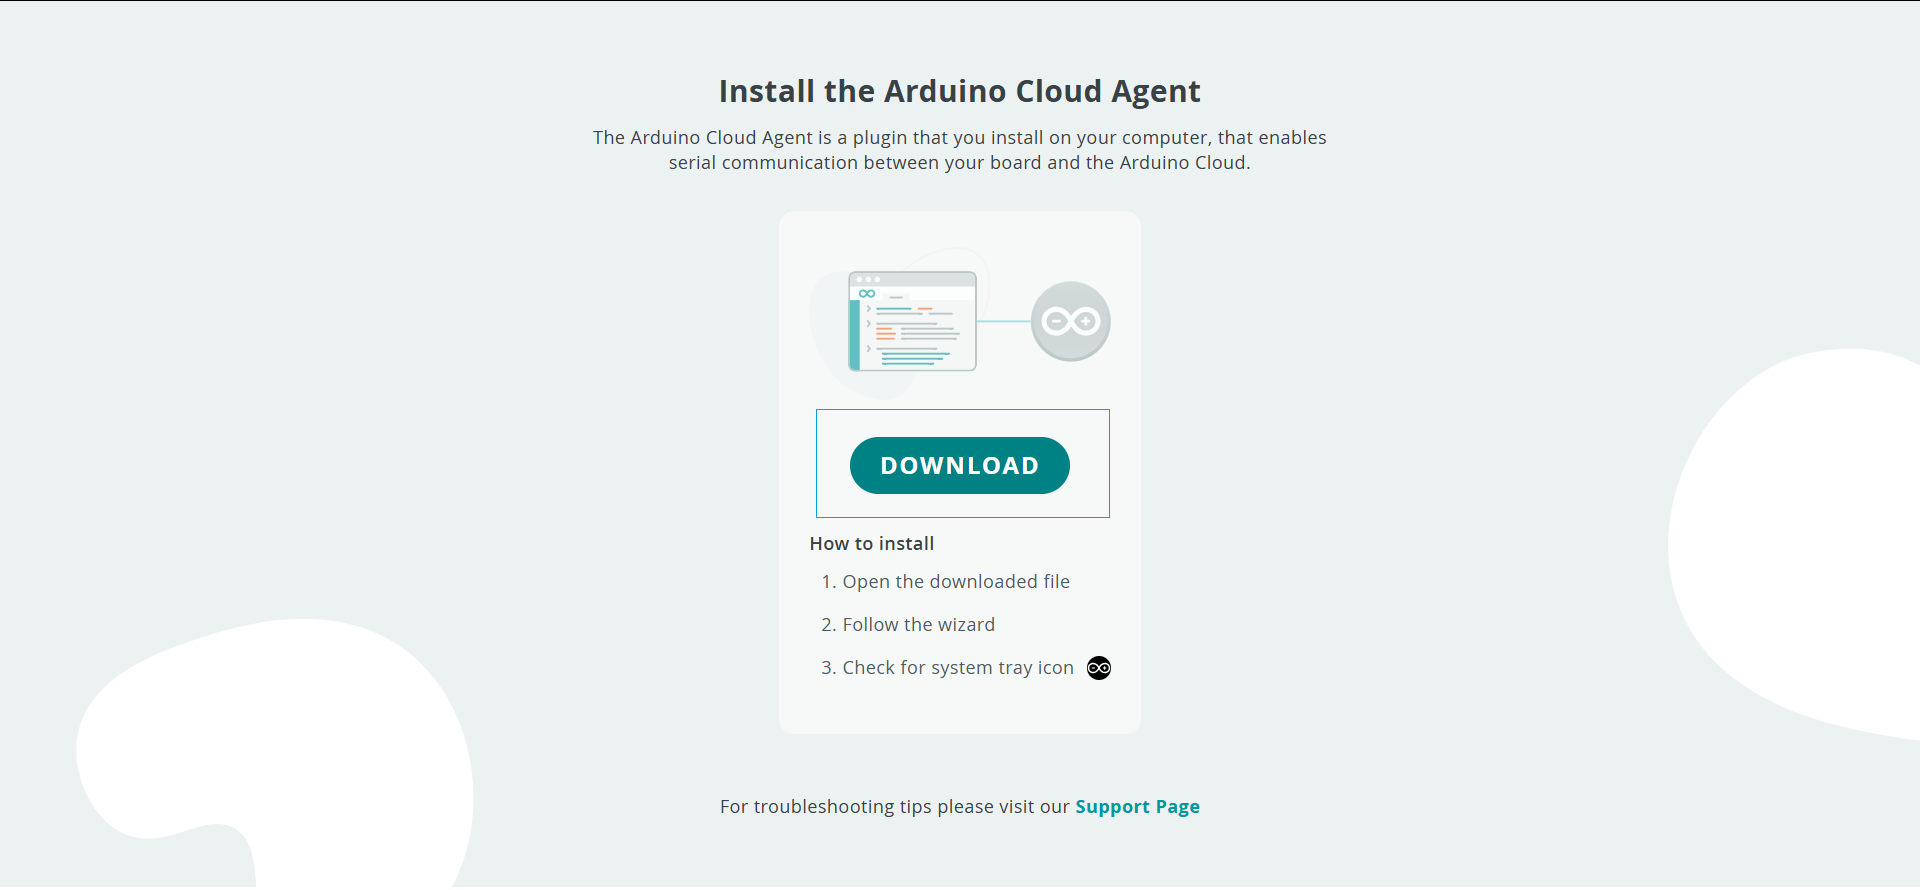 Install the Arduino Cloud Agent
The Arduino Cloud Agent is a plugin that you install on your computer, that enables
serial communication between your board and the Arduino Cloud.
DOWNLOAD
How to install
1. Open the downloaded file
2. Follow the wizard
3. Check for system tray icon
For troubleshooting tips please visit our Support Page